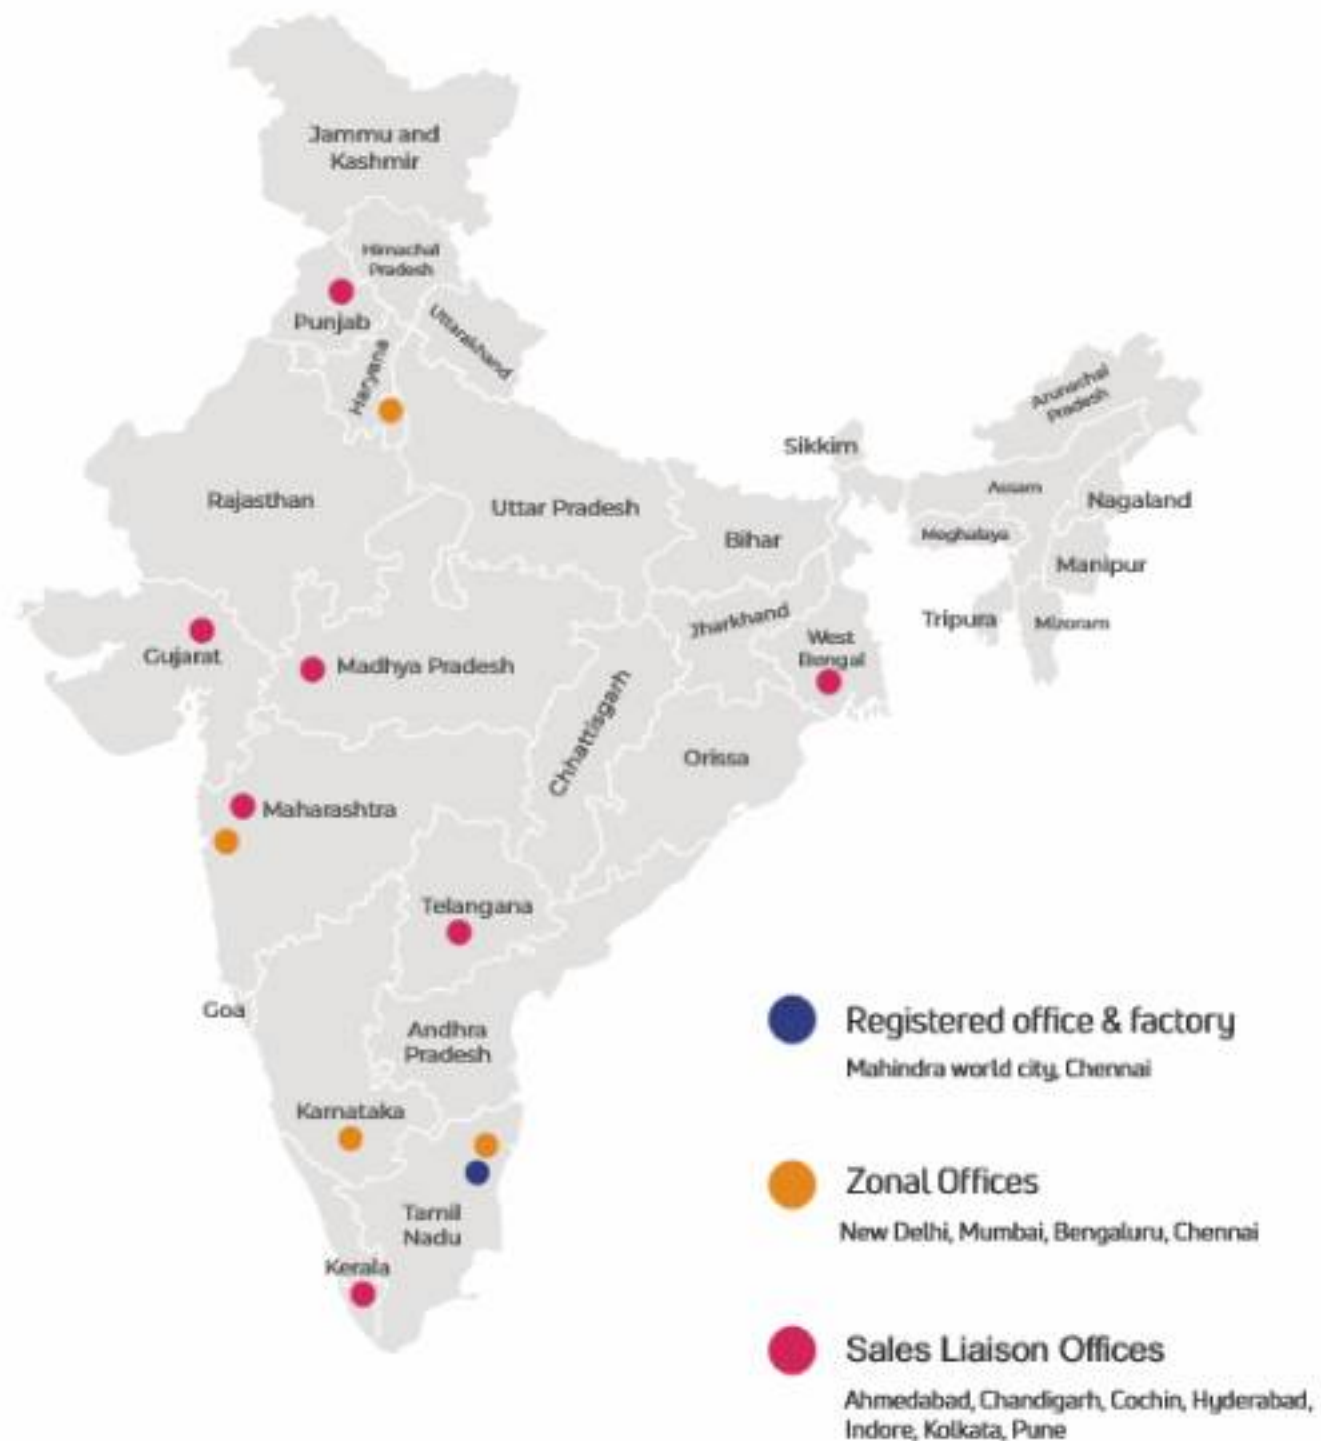 Jammu and
Kashmir
Himachal
Pradesh
Punjab
Uttarakhand
Haryana
Arunachal
Pradesh
Sikkim
Rajasthan
Uttar Pradesh
Assam
Nagaland
Bihar
Meghalaya
Manipur
Jharkhand
Tripura
Mizoram
West
Bengal
Gujarat
Madhya Pradesh
Chhattisgarh
Orissa
Maharashtra
Telangana
Goa
Andhra
Pradesh
Karnataka
Tamil
Nadu
Kerala
Registered office & factory
Mahindra world city, Chennai
Zonal Offices
New Delhi, Mumbai, Bengaluru, Chennai
Sales Liaison Offices
Ahmedabad, Chandigarh, Cochin, Hyderabad,
Indore, Kolkata, Pune